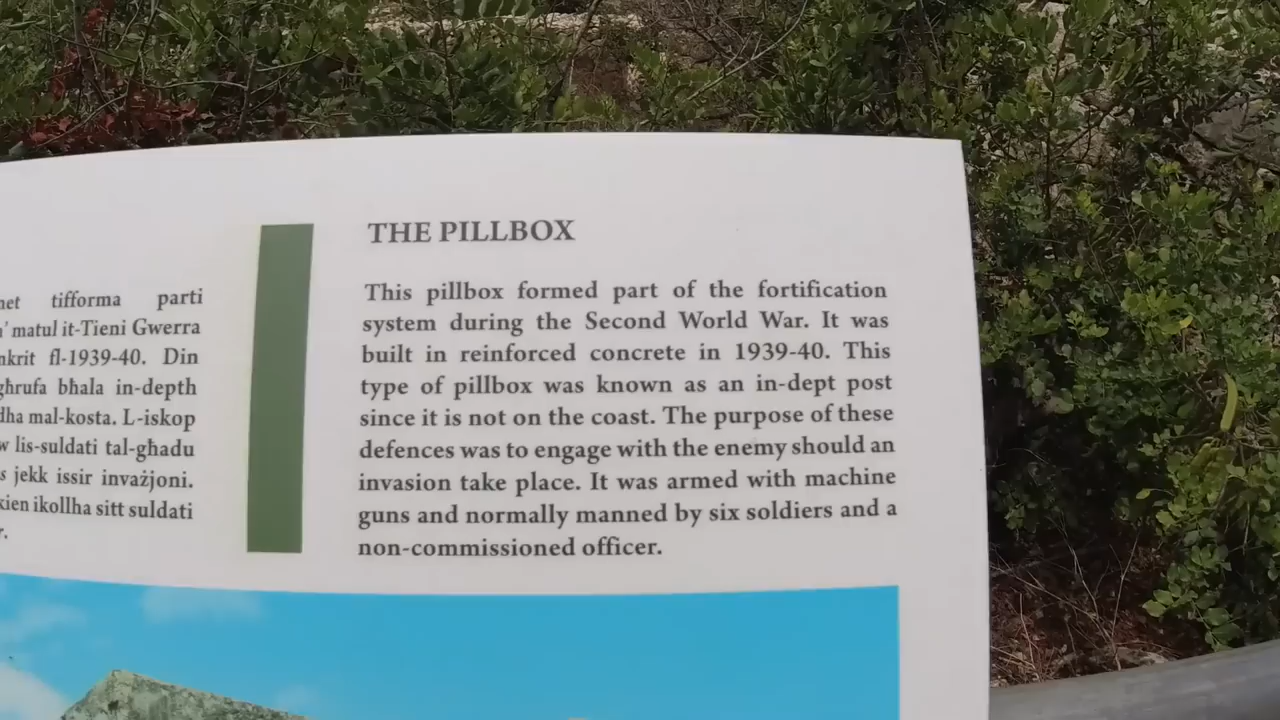 tifforma parti
matul it-Tieni Gwerra
fl-1939-40. Din
bħala in-depth
mal-kosta. L-iskop
lis-suldati tal-għadu
jekk issir invażjoni.
ikollha sitt suldati
THE PILLBOX
This pillbox formed part of the fortification
system during the Second World War. It was
built in reinforced concrete in 1939-40. This
type of pillbox was known as an in-dept post
since it is not on the coast. The purpose of these
defences was to engage with the enemy should an
invasion take place. It was armed with machine
guns and normally manned by six soldiers and a
non-commissioned officer.